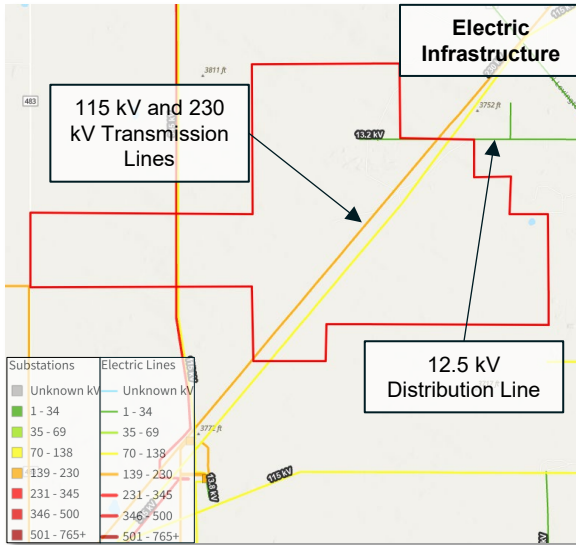 Electric
Infrastructure
3811 ft
483
115 kV and 230
kV Transmission
Lines
3752 ft
13.2 kV
12.5 kV
Distribution Line
Substations
Unknown kV
1 - 34
35 - 69
70 - 138
139 - 230
231 - 345
346 - 500
501 - 765+
Electric Lines
Unknown kV
1 - 34
35 - 69
70 - 138
139 - 230
231 - 345
346 - 500
501 - 765+
115 kV
13.8 kV